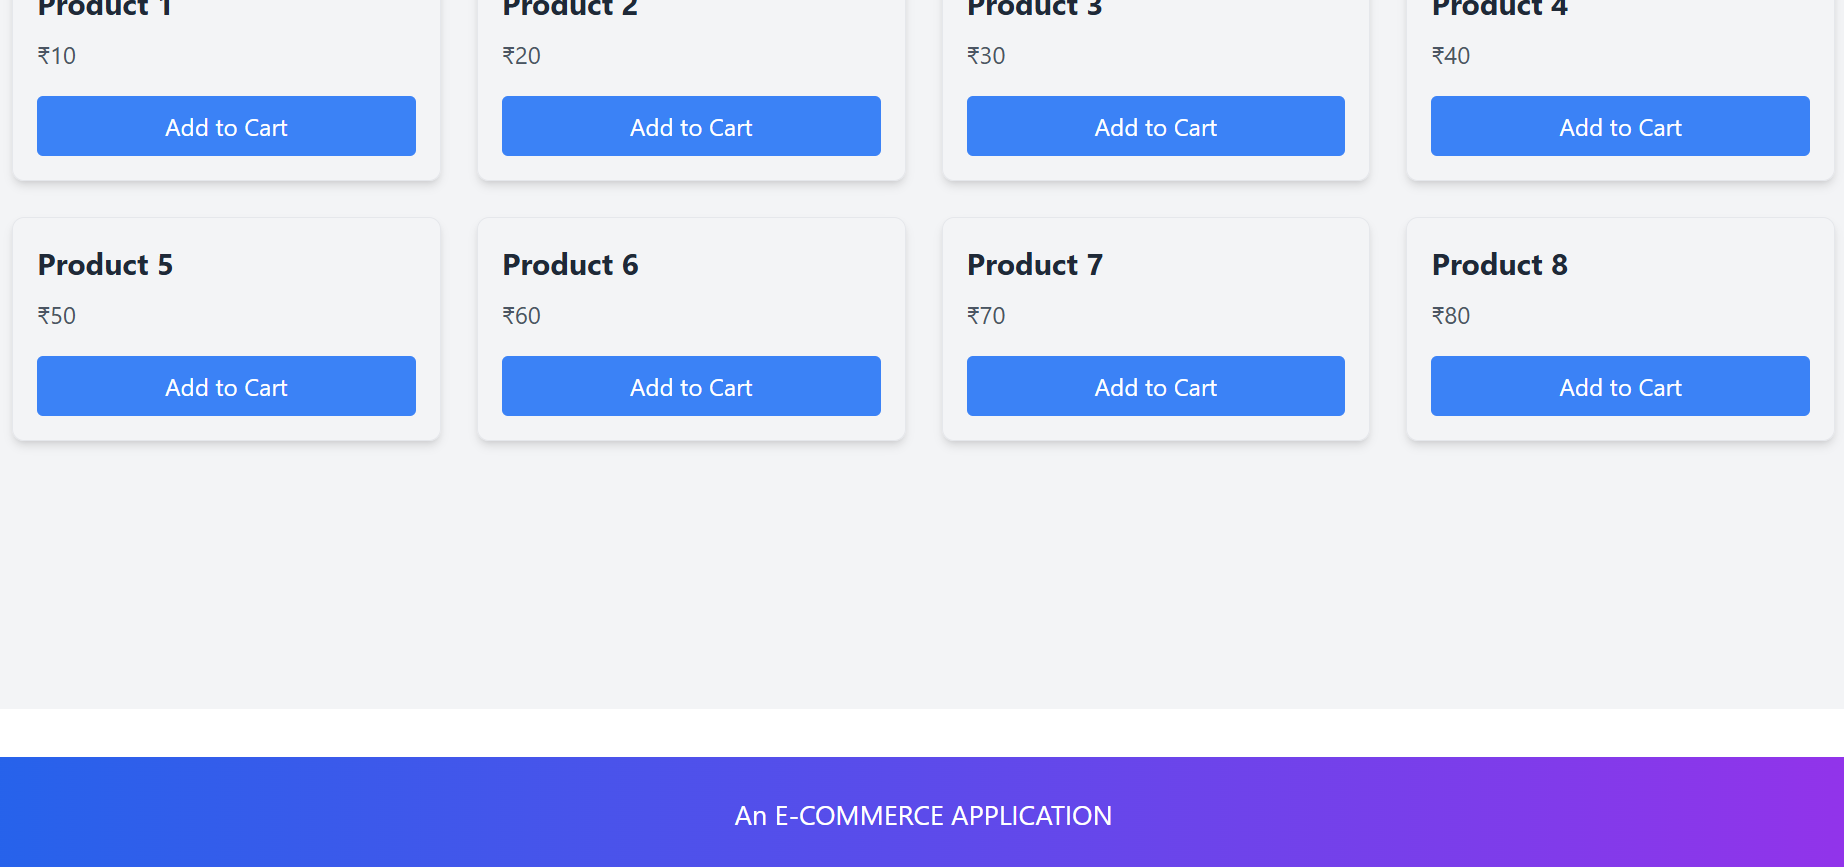 Product 1
Product 2
Product 3
Product 4
₹10
₹20
₹30
₹40
Add to Cart
Add to Cart
Add to Cart
Add to Cart
Product 5
Product 6
Product 7
Product 8
₹50
₹60
₹70
₹80
Add to Cart
Add to Cart
Add to Cart
Add to Cart
An E-COMMERCE APPLICATION